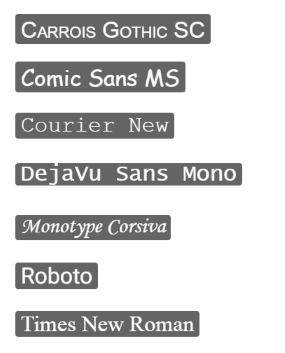 Carrois Gothic SC
Comic Sans MS
Courier New
DejaVu Sans Mono
Monotype Corsiva
Roboto
Times New Roman